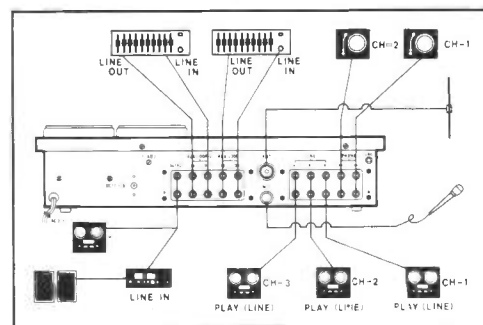 CH-2
CH-1
LINE OUT
LINE IN
LINE OUT
LINE IN
PHONO
LINE IN
CH-3
PLAY (LINE)
CH-2
PLAY (LINE)
CH-1
PLAY (LINE)